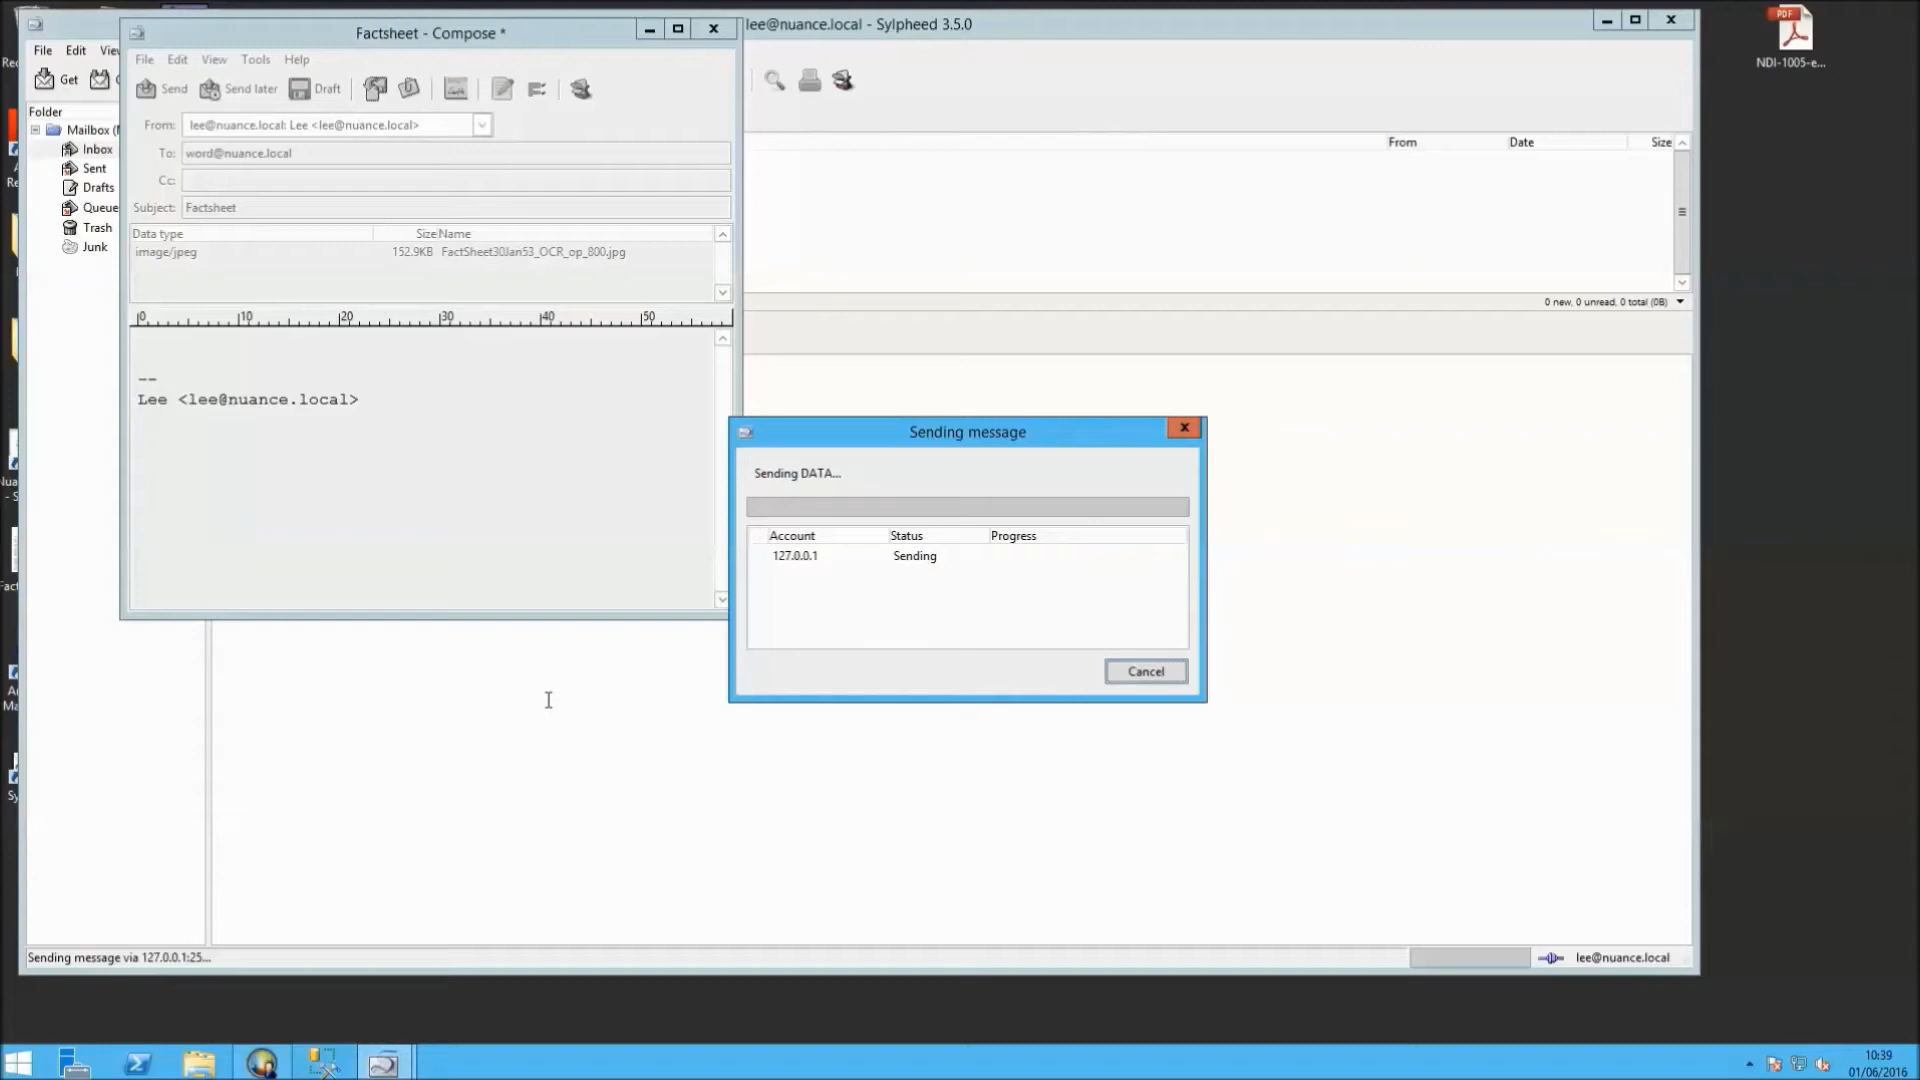 lee@nuance.local - Sylpheed 3.5.0
Factsheet - Compose *
File Edit View Tools Help
Send Send later Draft
From: lee@nuance.local: Lee <lee@nuance.local>
To: word@nuance.local
Cc:
Subject: Factsheet
Data type Size Name
image/jpeg 152.9KB FactSheet30Jan53_OCR_op_800.jpg
0 10 20 30 40 50
--
Lee <lee@nuance.local>
File Edit
Get
Folder
Mailbox
Inbox
Sent
Drafts
Queue
Trash
Junk
From Date Size
0 new, 0 unread, 0 total (0B)
Sending message
Sending DATA...
Account Status Progress
127.0.0.1 Sending
Cancel
Sending message via 127.0.0.1:25...
lee@nuance.local
PDF
NDI-1005-e...
10:39
01/06/2016